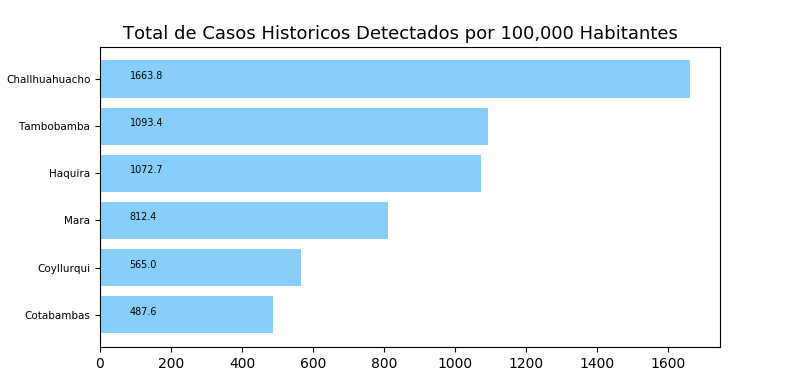 Total de Casos Historicos Detectados por 100,000 Habitantes
Challhuahuacho 1663.8
Tambobamba 1093.4
Haquira 1072.7
Mara 812.4
Coyllurqui 565.0
Cotabambas 487.6
0 200 400 600 800 1000 1200 1400 1600